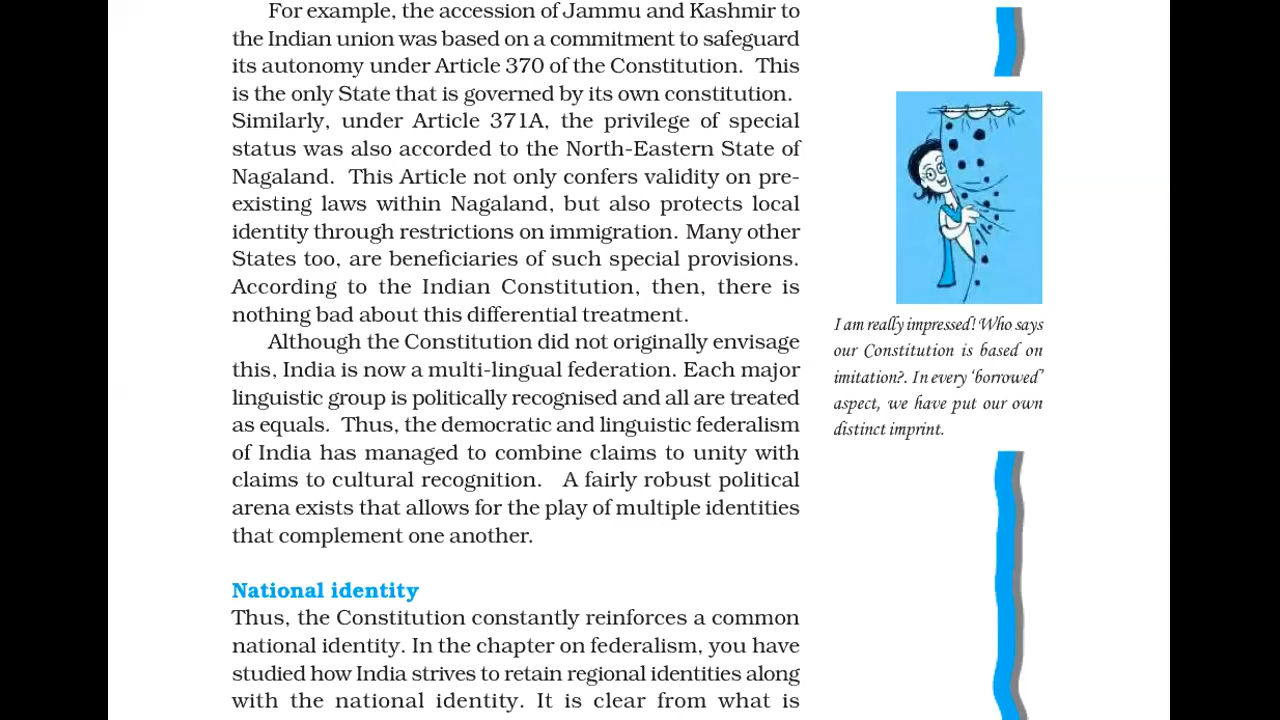 For example, the accession of Jammu and Kashmir to
the Indian union was based on a commitment to safeguard
its autonomy under Article 370 of the Constitution. This
is the only State that is governed by its own constitution.
Similarly, under Article 371A, the privilege of special
status was also accorded to the North-Eastern State of
Nagaland. This Article not only confers validity on pre-
existing laws within Nagaland, but also protects local
identity through restrictions on immigration. Many other
States too, are beneficiaries of such special provisions.
According to the Indian Constitution, then, there is
nothing bad about this differential treatment.
Although the Constitution did not originally envisage
this, India is now a multi-lingual federation. Each major
linguistic group is politically recognised and all are treated
as equals. Thus, the democratic and linguistic federalism
of India has managed to combine claims to unity with
claims to cultural recognition. A fairly robust political
arena exists that allows for the play of multiple identities
that complement one another.
National identity
Thus, the Constitution constantly reinforces a common
national identity. In the chapter on federalism, you have
studied how India strives to retain regional identities along
with the national identity. It is clear from what is
I am really impressed! Who says
our Constitution is based on
imitation?. In every ‘borrowed’
aspect, we have put our own
distinct imprint.